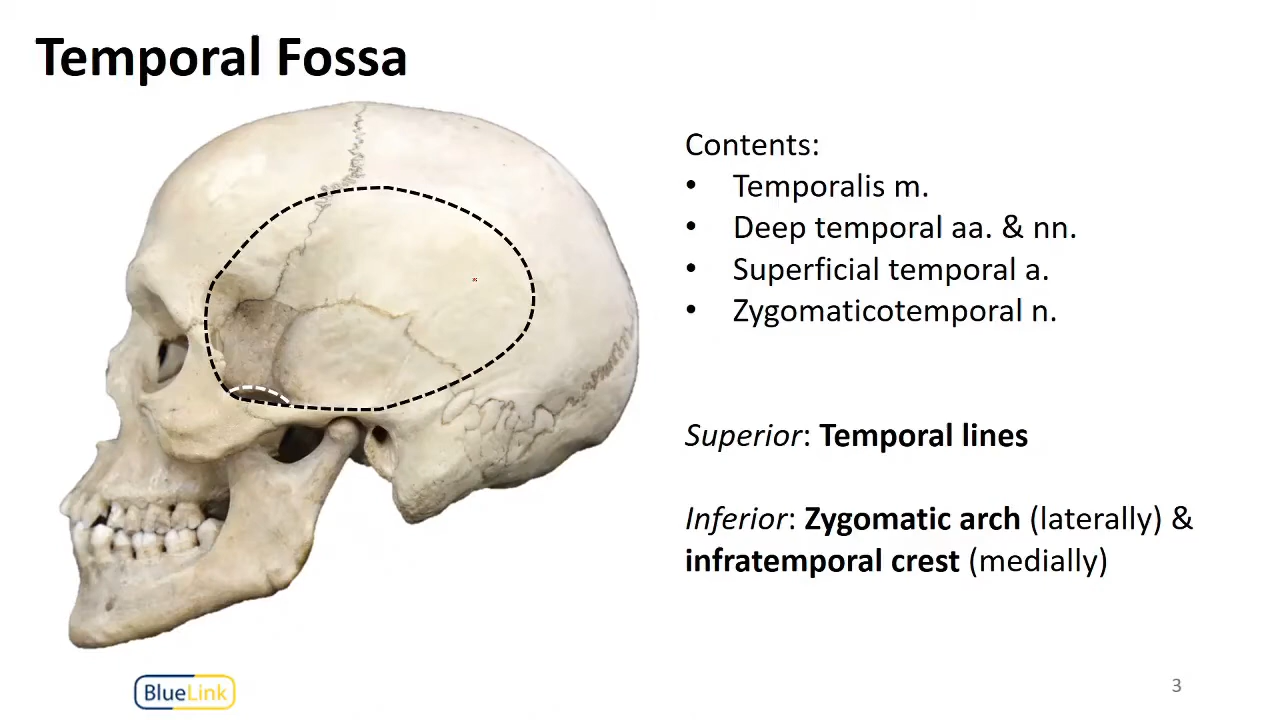 Temporal Fossa
Contents:
• Temporalis m.
• Deep temporal aa. & nn.
• Superficial temporal a.
• Zygomaticotemporal n.
Superior: Temporal lines
Inferior: Zygomatic arch (laterally) &
infratemporal crest (medially)
BlueLink
3